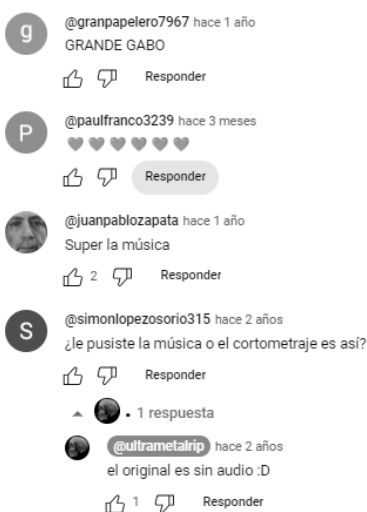 g
@granpapelero7967 hace 1 año
GRANDE GABO
Responder
P
@paulfranco3239 hace 3 meses
🖤🖤🖤🖤🖤🖤
Responder
@juanpablozapata hace 1 año
Super la música
2 Responder
S
@simonlopezosorio315 hace 2 años
¿le pusiste la música o el cortometraje es así?
Responder
• 1 respuesta
@ultrametalrip hace 2 años
el original es sin audio :D
1 Responder